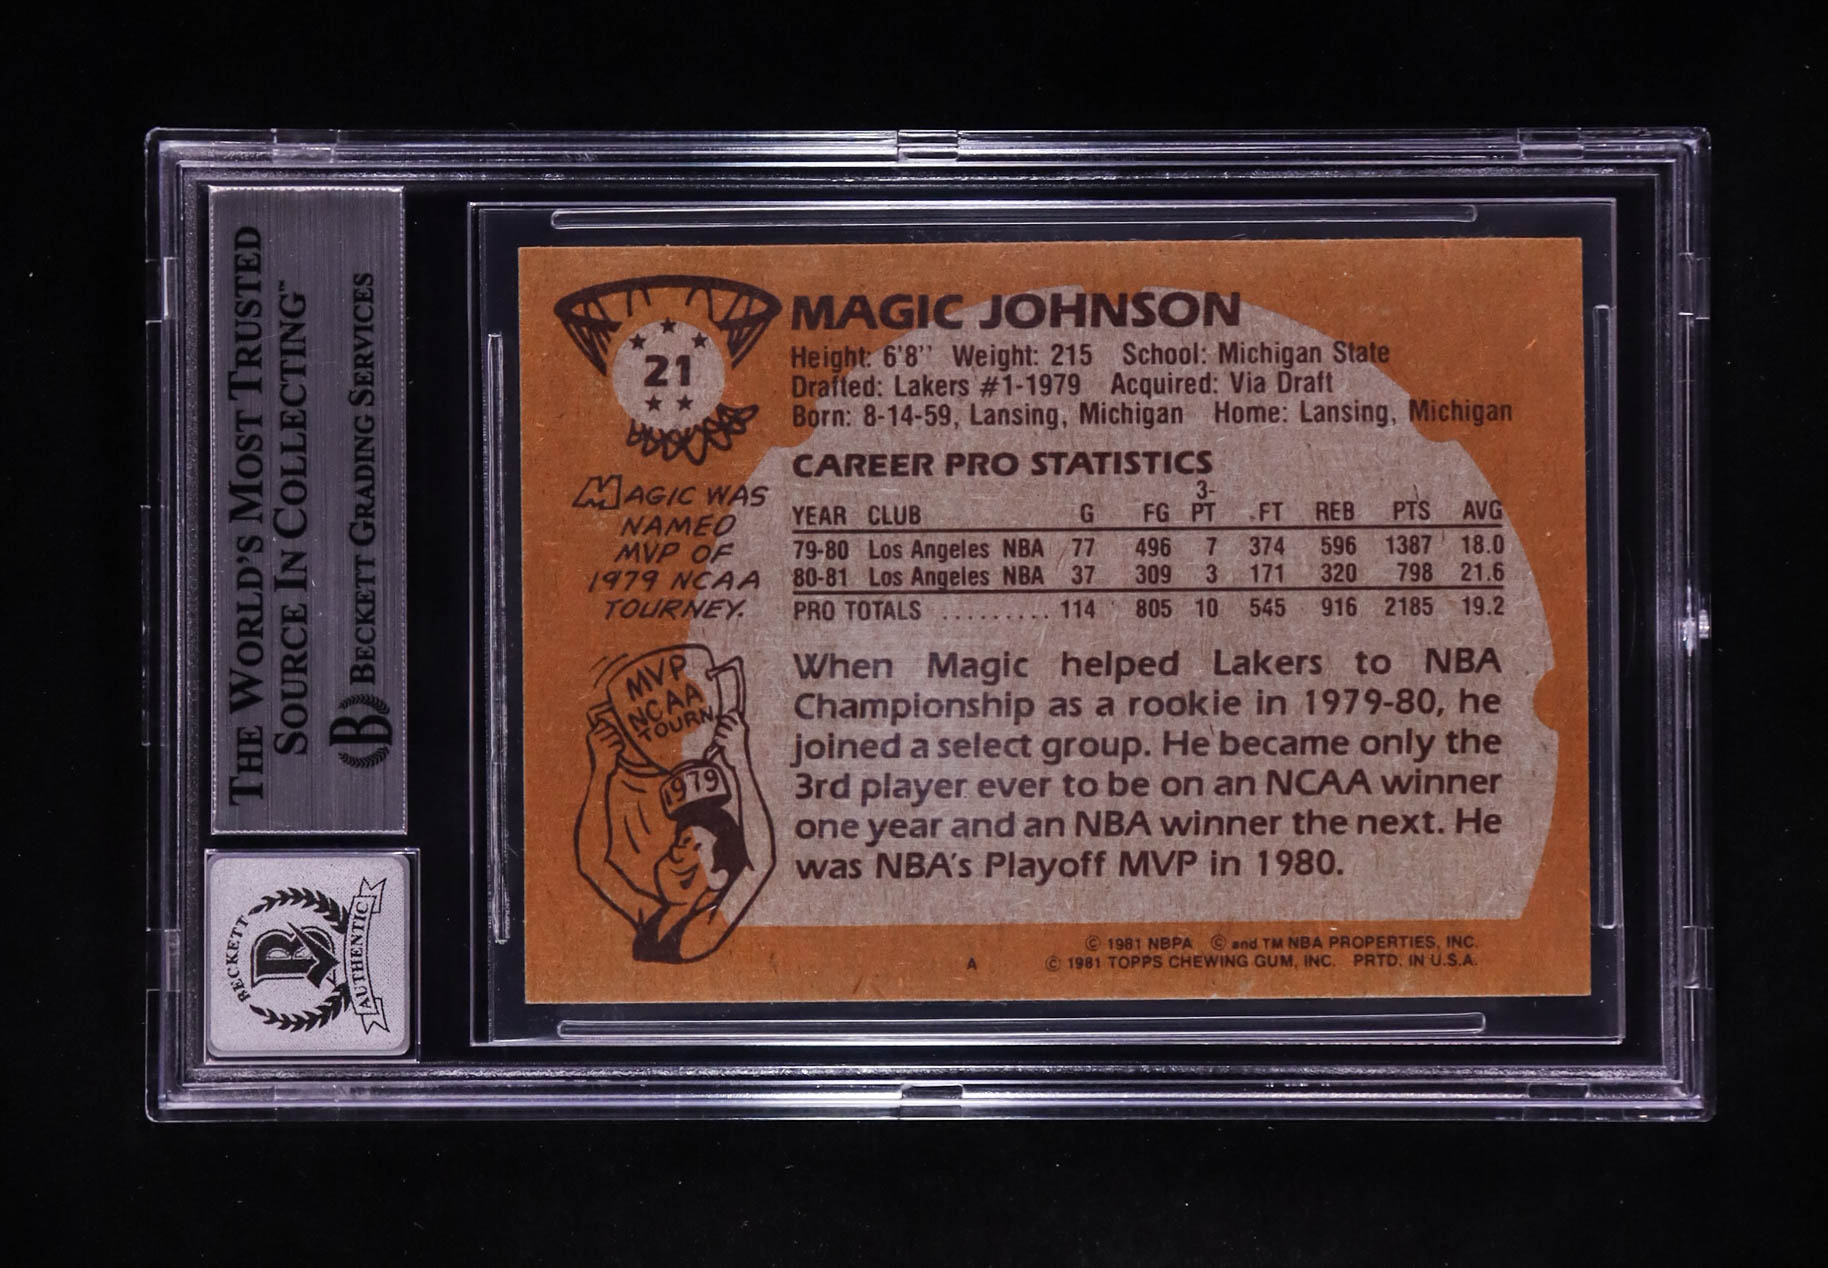 THE WORLD'S MOST TRUSTED
SOURCE IN COLLECTING™
B BECKETT GRADING SERVICES
BECKETT
B
AUTHENTIC
21
MAGIC JOHNSON
Height: 6'8" Weight: 215 School: Michigan State
Drafted: Lakers #1-1979 Acquired: Via Draft
Born: 8-14-59, Lansing, Michigan Home: Lansing, Michigan
MAGIC WAS
NAMED
MVP OF
1979 NCAA
TOURNEY.
MVP
NCAA
TOURN.
1979
CAREER PRO STATISTICS
YEAR CLUB G FG 3-PT FT REB PTS AVG
79-80 Los Angeles NBA 77 496 7 374 596 1387 18.0
80-81 Los Angeles NBA 37 309 3 171 320 798 21.6
PRO TOTALS .......... 114 805 10 545 916 2185 19.2
When Magic helped Lakers to NBA
Championship as a rookie in 1979-80, he
joined a select group. He became only the
3rd player ever to be on an NCAA winner
one year and an NBA winner the next. He
was NBA's Playoff MVP in 1980.
© 1981 NBPA © and TM NBA PROPERTIES, INC.
A © 1981 TOPPS CHEWING GUM, INC. PRTD. IN U.S.A.